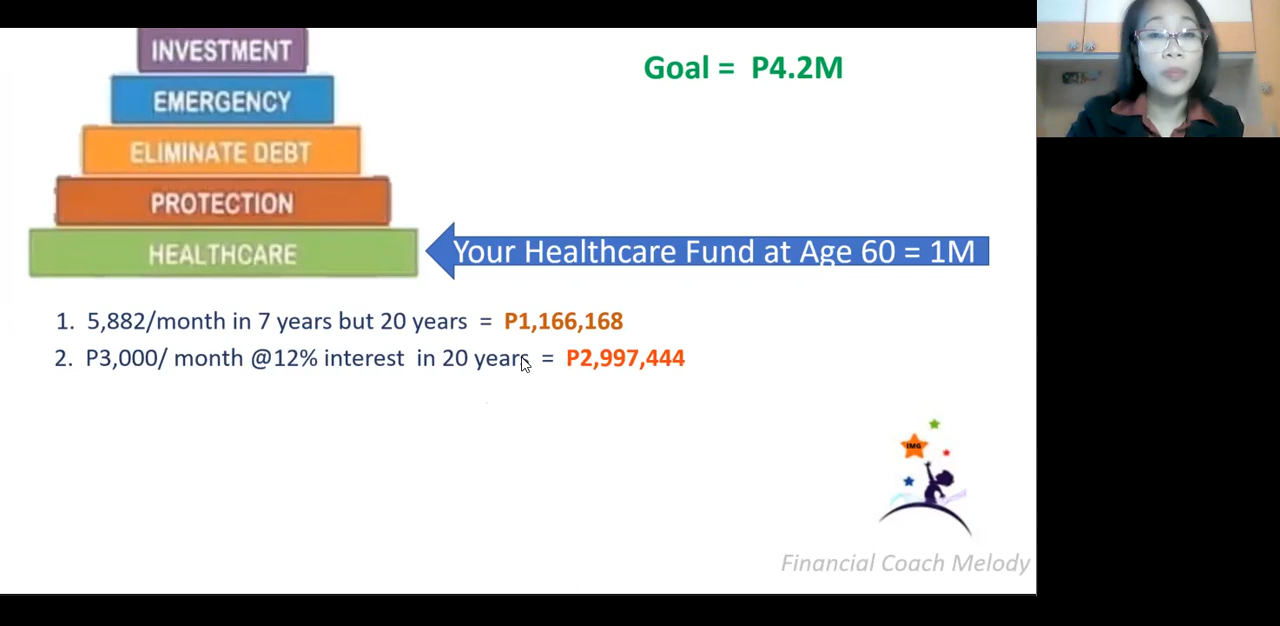 INVESTMENT
Goal = P4.2M
EMERGENCY
ELIMINATE DEBT
PROTECTION
HEALTHCARE
Your Healthcare Fund at Age 60 = 1M
1. 5,882/month in 7 years but 20 years = P1,166,168
2. P3,000/ month @12% interest in 20 years = P2,997,444
IMG
Financial Coach Melody